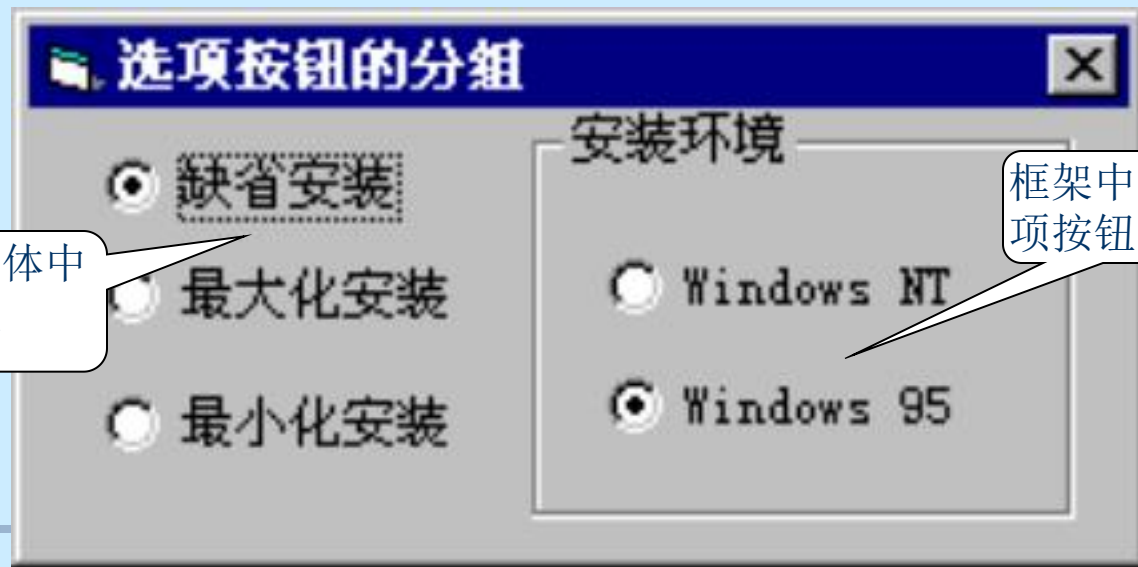 选项按钮的分组
安装环境
缺省安装
框架中
项按钮
体中
最大化安装
Windows NT
最小化安装
Windows 95